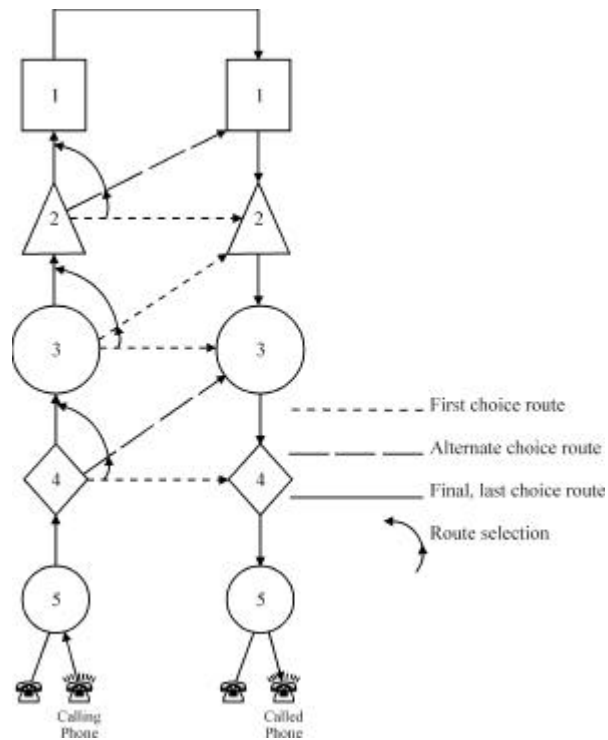 1 1
2 2
3 3
First choice route
Alternate choice route
4 4
Final, last choice route
Route selection
5 5
Calling Called
Phone Phone